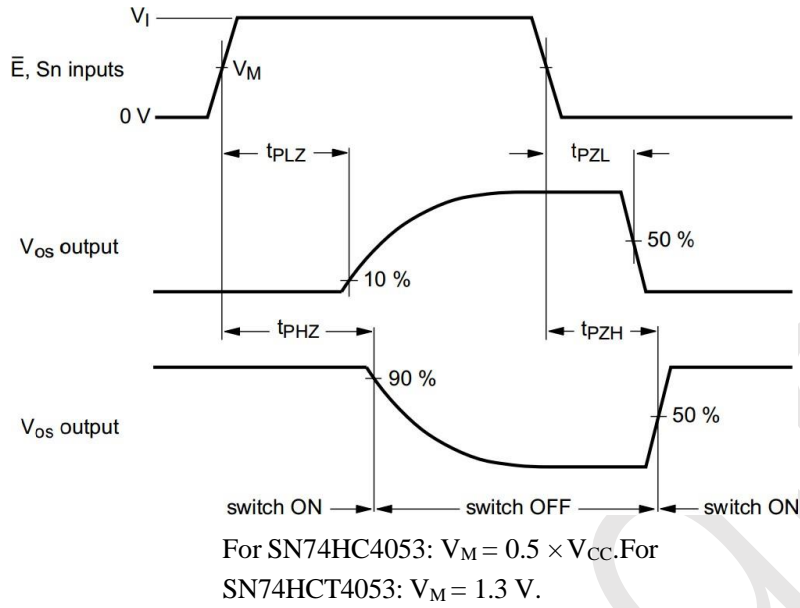 V_I
E̅, Sn inputs
V_M
0 V
t_PLZ
t_PZL
V_os output
50 %
10 %
t_PHZ
t_PZH
90 %
V_os output
50 %
switch ON
switch OFF
switch ON
For SN74HC4053: V_M = 0.5 × V_CC.For
SN74HCT4053: V_M = 1.3 V.